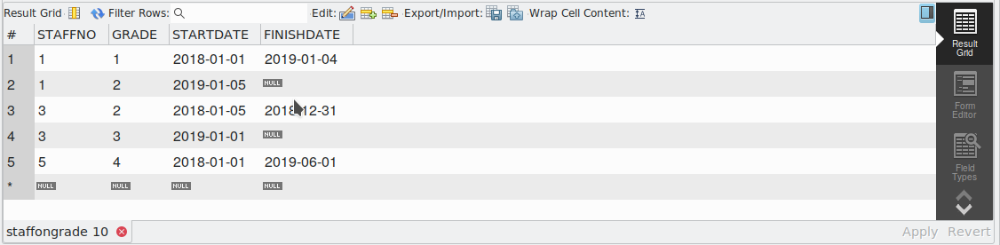 Result Grid Filter Rows: Edit: Export/Import: Wrap Cell Content: IA
# STAFFNO GRADE STARTDATE FINISHDATE
1 1 1 2018-01-01 2019-01-04
2 1 2 2019-01-05 NULL
3 3 2 2018-01-05 2018-12-31
4 3 3 2019-01-01 NULL
5 5 4 2018-01-01 2019-06-01
* NULL NULL NULL NULL
Result
Grid
Form
Editor
Field
Types
staffongrade 10 Apply Revert